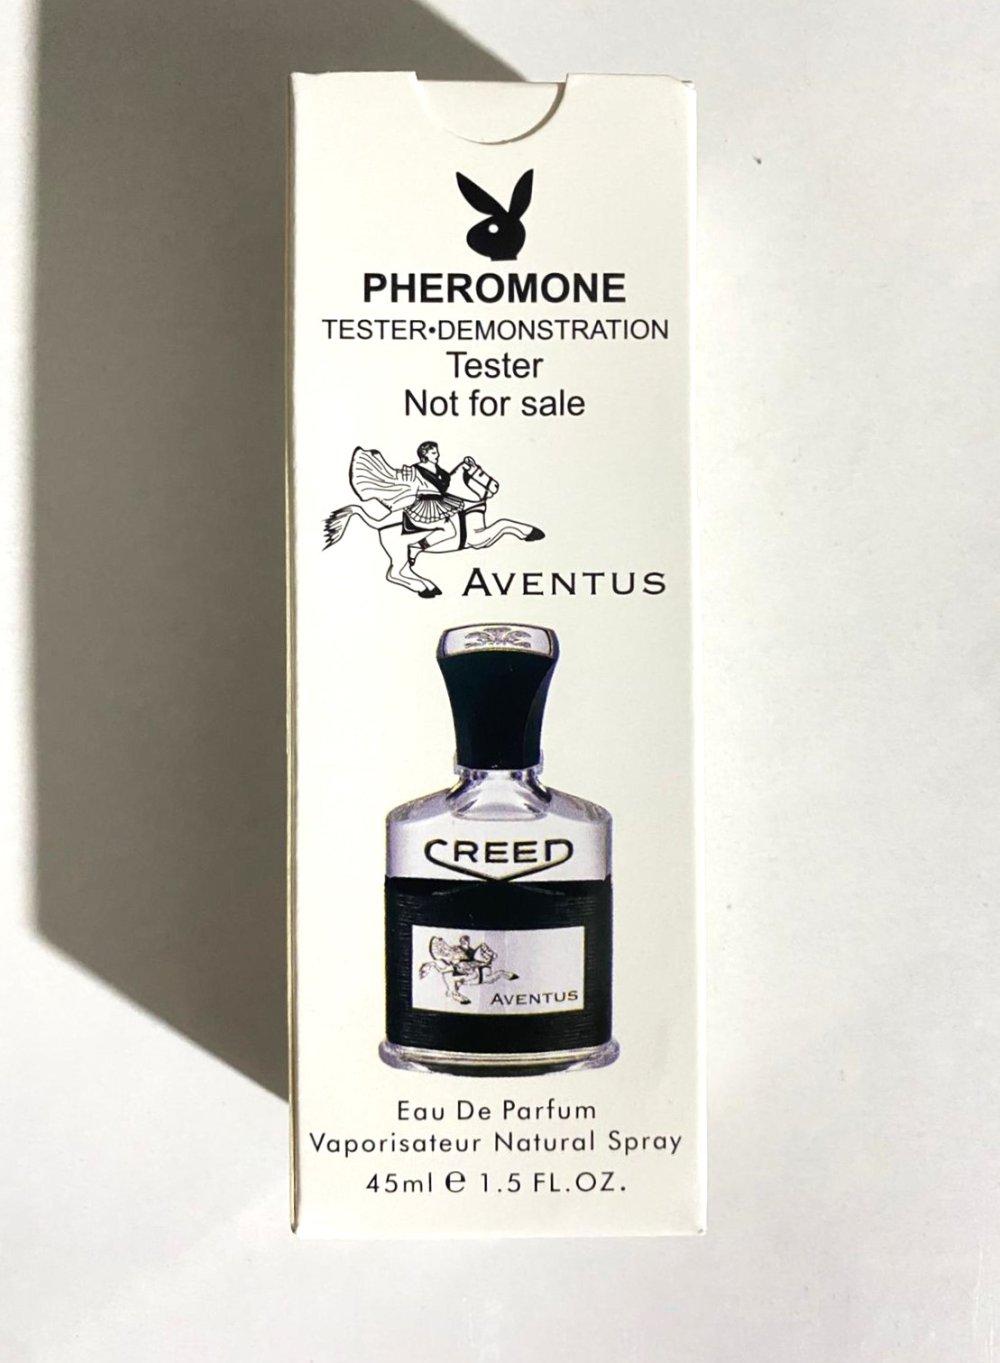 PHEROMONE
TESTER•DEMONSTRATION
Tester
Not for sale
AVENTUS
CREED
AVENTUS
Eau De Parfum
Vaporisateur Natural Spray
45ml ℮ 1.5 FL.OZ.